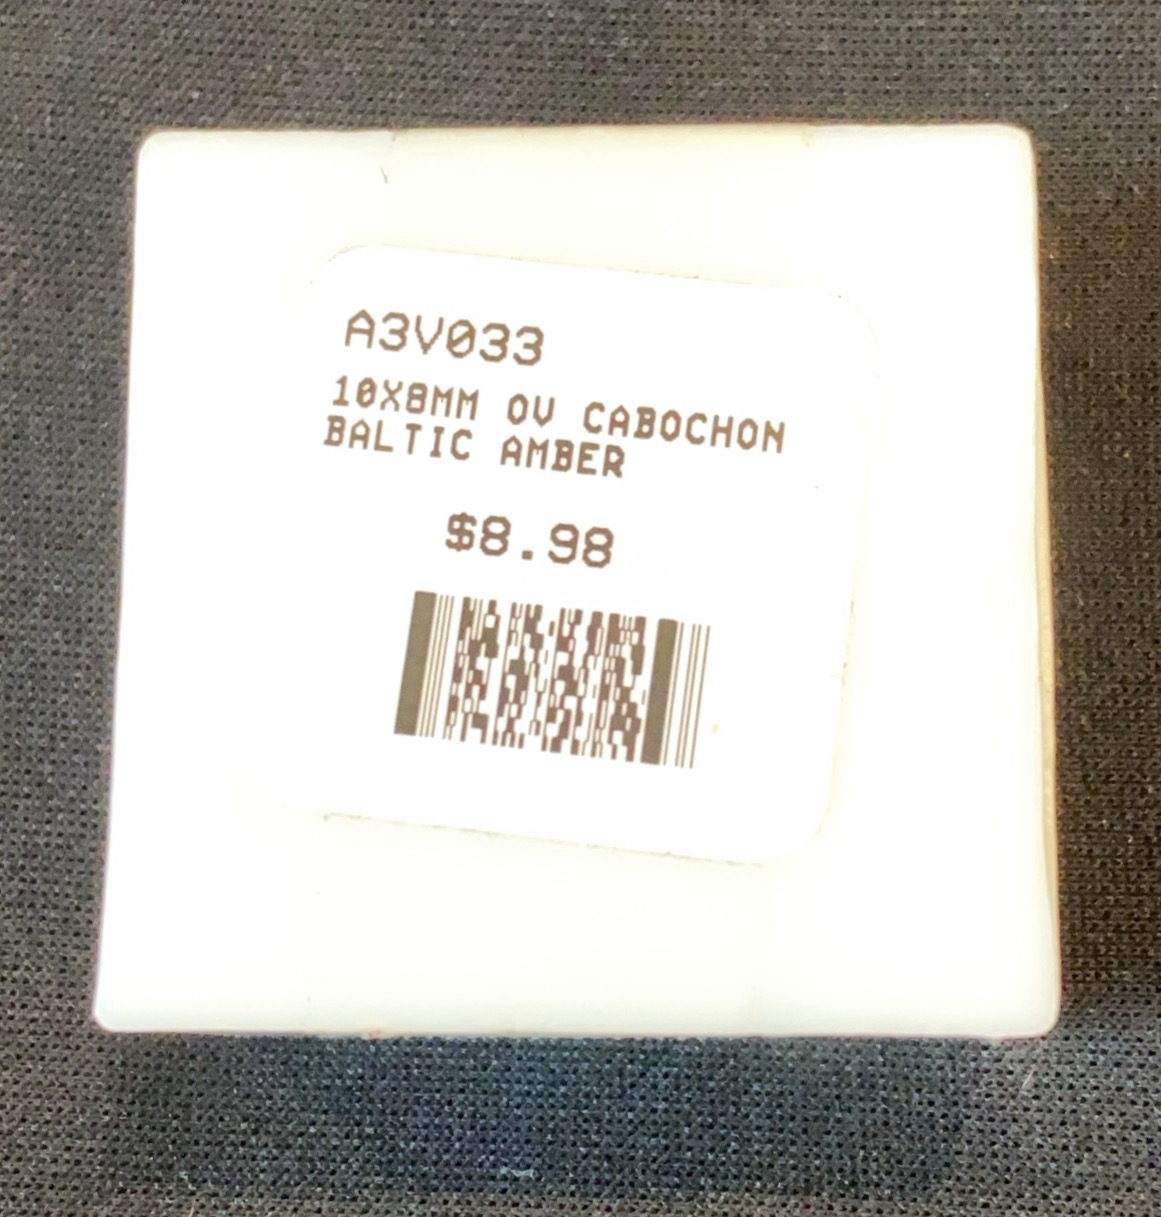 A3V033
10X8MM OV CABOCHON
BALTIC AMBER
$8.98